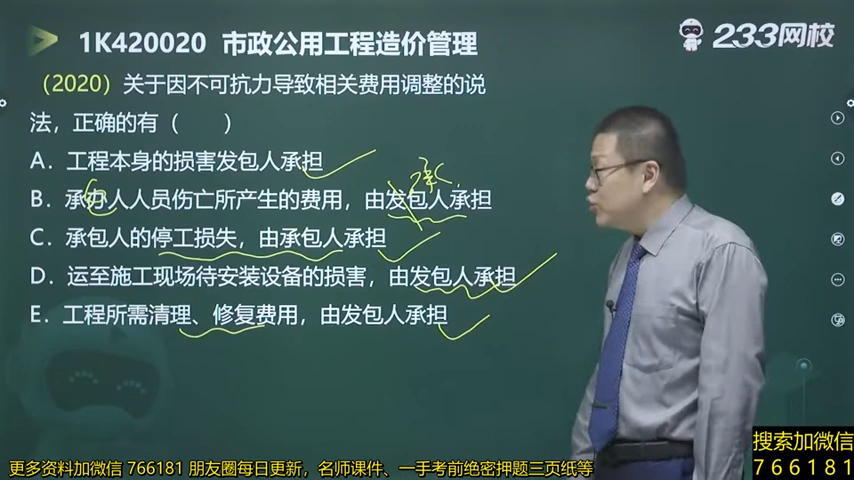 1K420020 市政公用工程造价管理
233网校
（2020）关于因不可抗力导致相关费用调整的说
法，正确的有（　　）
A．工程本身的损害发包人承担
承
B．承办人人员伤亡所产生的费用，由发包人承担
C．承包人的停工损失，由承包人承担
D．运至施工现场待安装设备的损害，由发包人承担
E．工程所需清理、修复费用，由发包人承担
搜索加微信
766181
更多资料加微信 766181 朋友圈每日更新，名师课件、一手考前绝密押题三页纸等